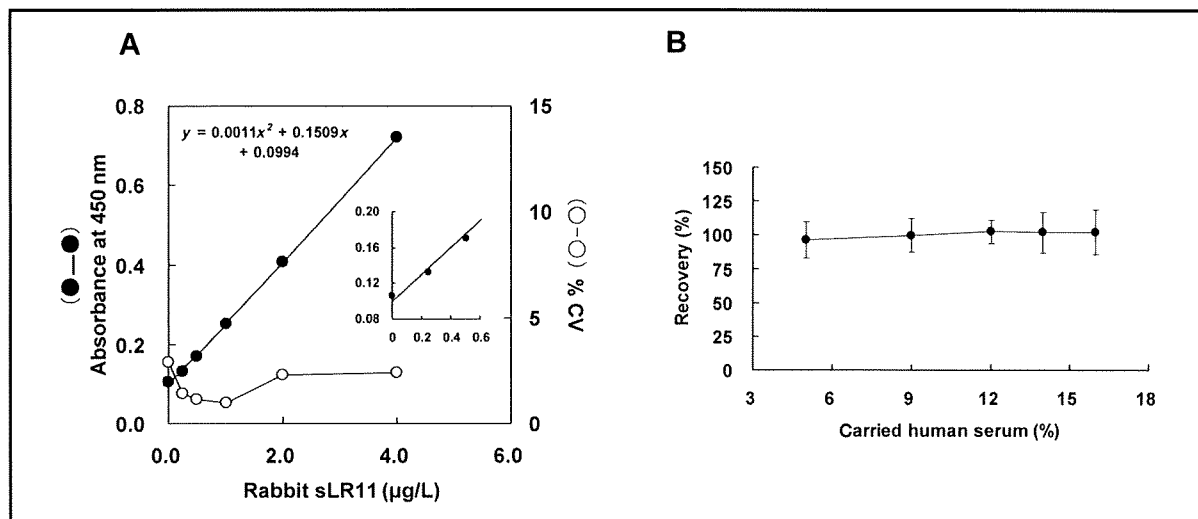 A
0.8
0.6
0.4
0.2
0.0
Absorbance at 450 nm
(●—●)
y = 0.0011x² + 0.1509x
+ 0.0994
0.20
0.16
0.12
0.08
0 0.2 0.4 0.6
15
10
5
0
(○–○) % CV
0.0 2.0 4.0 6.0
Rabbit sLR11 (µg/L)
B
150
125
100
75
50
25
0
Recovery (%)
3 6 9 12 15 18
Carried human serum (%)